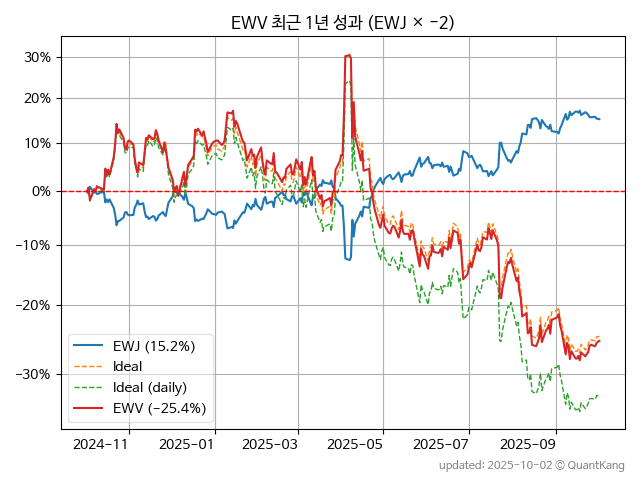 EWV 최근 1년 성과 (EWJ × −2)
30%
20%
10%
0%
−10%
−20%
−30%
EWJ (15.2%)
Ideal
Ideal (daily)
EWV (−25.4%)
2024-11
2025-01
2025-03
2025-05
2025-07
2025-09
updated: 2025-10-02 © QuantKang